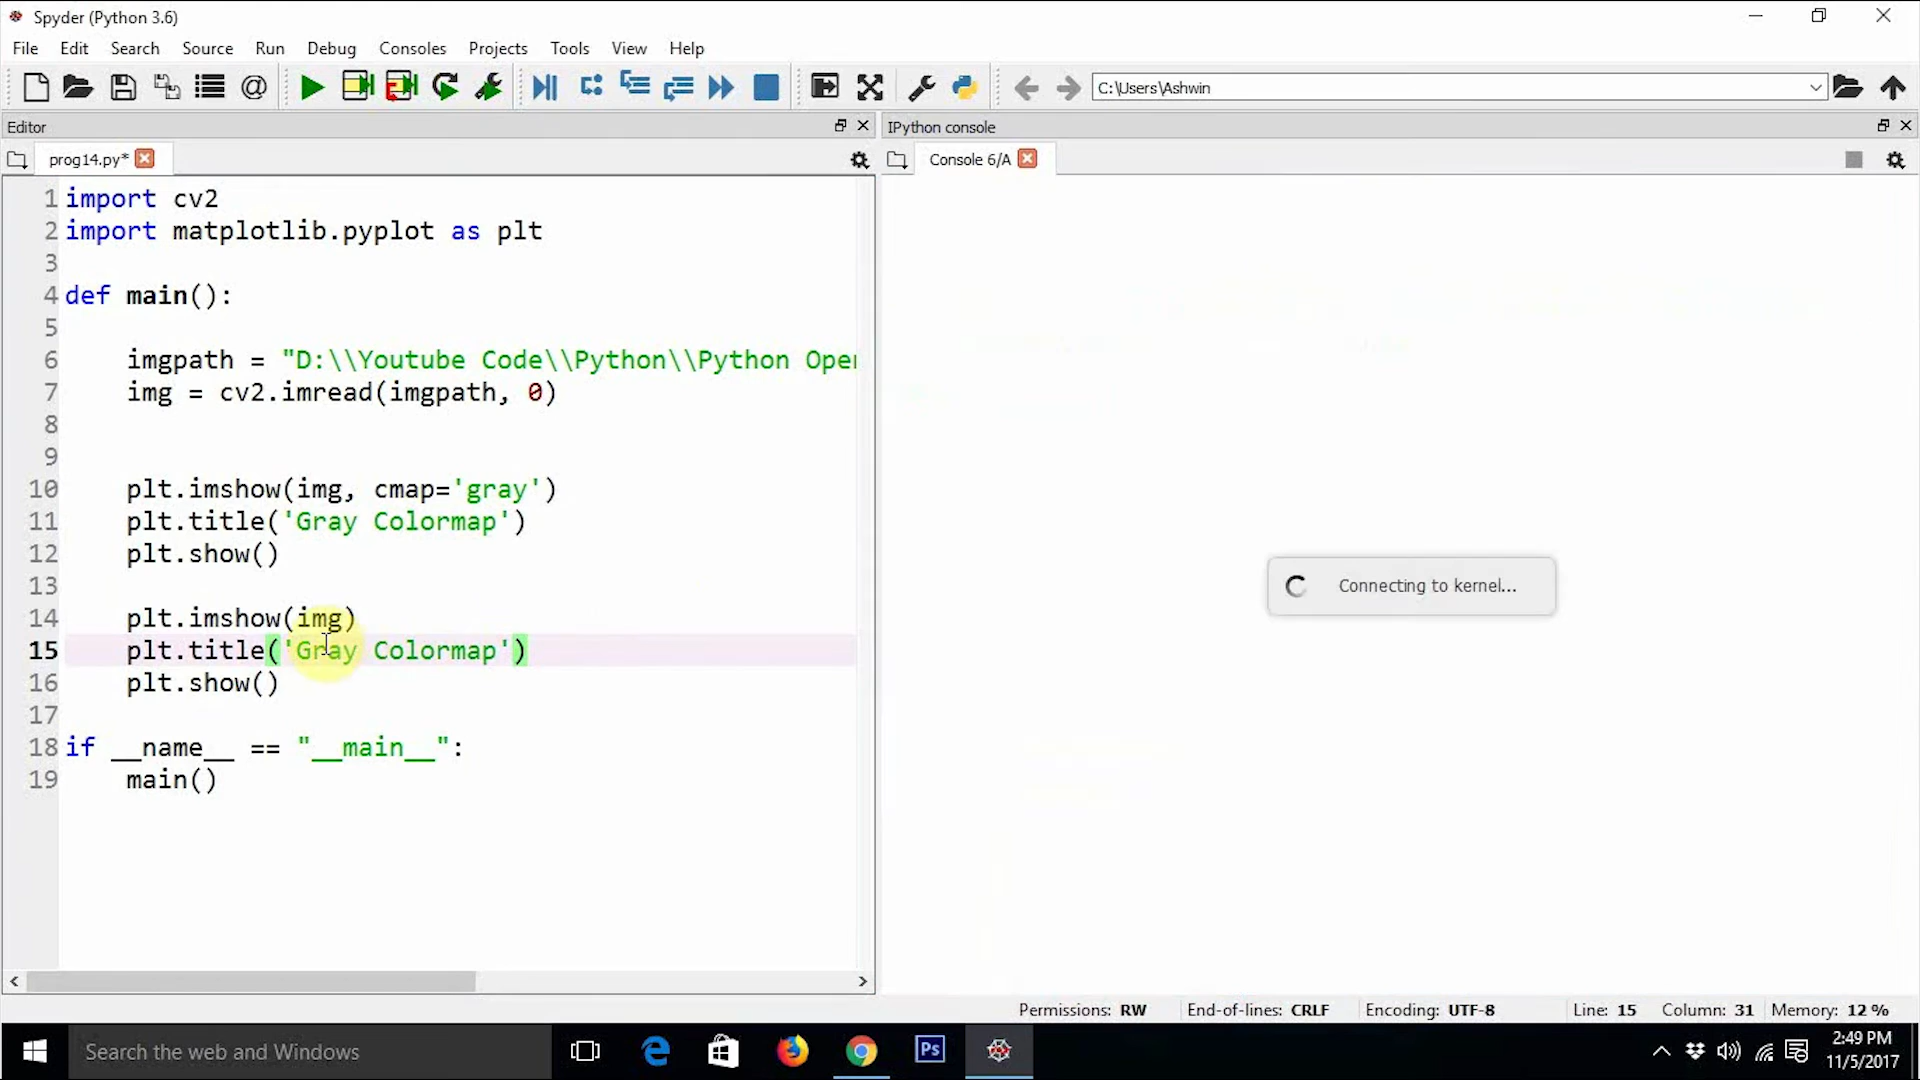 Spyder (Python 3.6)
File Edit Search Source Run Debug Consoles Projects Tools View Help
C:\Users\Ashwin
Editor
IPython console
prog14.py*
Console 6/A
1 import cv2
2 import matplotlib.pyplot as plt
3
4 def main():
5
6 imgpath = "D:\\Youtube Code\\Python\\Python Open
7 img = cv2.imread(imgpath, 0)
8
9
10 plt.imshow(img, cmap='gray')
11 plt.title('Gray Colormap')
12 plt.show()
13
14 plt.imshow(img)
15 plt.title('Gray Colormap')
16 plt.show()
17
18 if __name__ == "__main__":
19 main()
Connecting to kernel...
Permissions: RW End-of-lines: CRLF Encoding: UTF-8 Line: 15 Column: 31 Memory: 12 %
Search the web and Windows
Ps
2:49 PM
11/5/2017